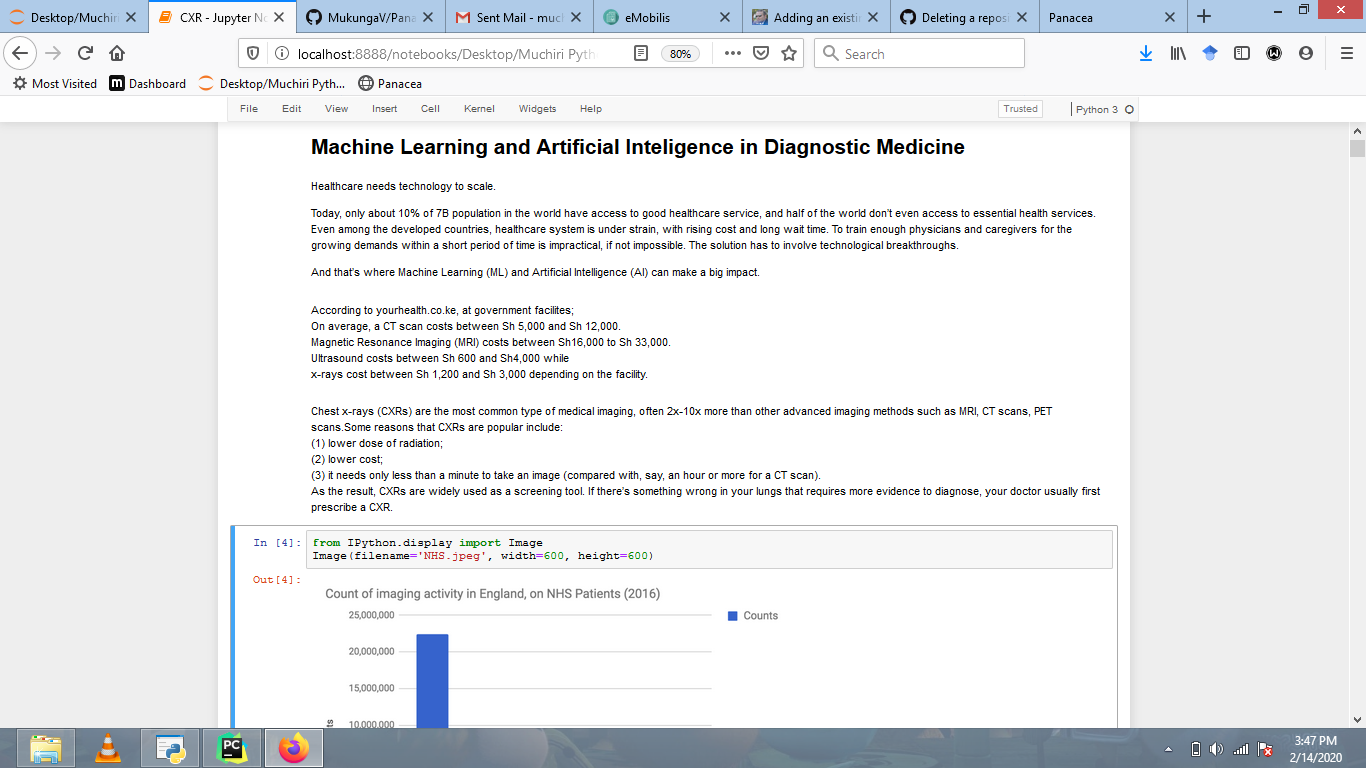 Desktop/Muchiri
CXR - Jupyter No
MukungaV/Pana
Sent Mail - much
eMobilis
Adding an existin
Deleting a reposi
Panacea
localhost:8888/notebooks/Desktop/Muchiri Pyth
80%
Search
Most Visited
m Dashboard
Desktop/Muchiri Pyth...
Panacea
File Edit View Insert Cell Kernel Widgets Help
Trusted
Python 3
Machine Learning and Artificial Inteligence in Diagnostic Medicine
Healthcare needs technology to scale.
Today, only about 10% of 7B population in the world have access to good healthcare service, and half of the world don't even access to essential health services.
Even among the developed countries, healthcare system is under strain, with rising cost and long wait time. To train enough physicians and caregivers for the
growing demands within a short period of time is impractical, if not impossible. The solution has to involve technological breakthroughs.
And that's where Machine Learning (ML) and Artificial Intelligence (AI) can make a big impact.
According to yourhealth.co.ke, at government facilites;
On average, a CT scan costs between Sh 5,000 and Sh 12,000.
Magnetic Resonance Imaging (MRI) costs between Sh16,000 to Sh 33,000.
Ultrasound costs between Sh 600 and Sh4,000 while
x-rays cost between Sh 1,200 and Sh 3,000 depending on the facility.
Chest x-rays (CXRs) are the most common type of medical imaging, often 2x-10x more than other advanced imaging methods such as MRI, CT scans, PET
scans.Some reasons that CXRs are popular include:
(1) lower dose of radiation;
(2) lower cost;
(3) it needs only less than a minute to take an image (compared with, say, an hour or more for a CT scan).
As the result, CXRs are widely used as a screening tool. If there's something wrong in your lungs that requires more evidence to diagnose, your doctor usually first
prescribe a CXR.
In [4]:
from IPython.display import Image
Image(filename='NHS.jpeg', width=600, height=600)
Out[4]:
Count of imaging activity in England, on NHS Patients (2016)
25,000,000
Counts
20,000,000
15,000,000
10,000,000
ts
PC
3:47 PM
2/14/2020